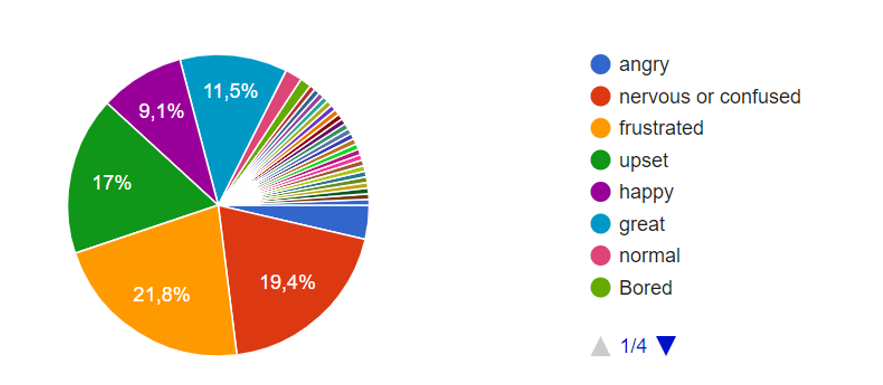 angry
nervous or confused
frustrated
upset
happy
great
normal
Bored
1/4
11,5%
9,1%
17%
21,8%
19,4%